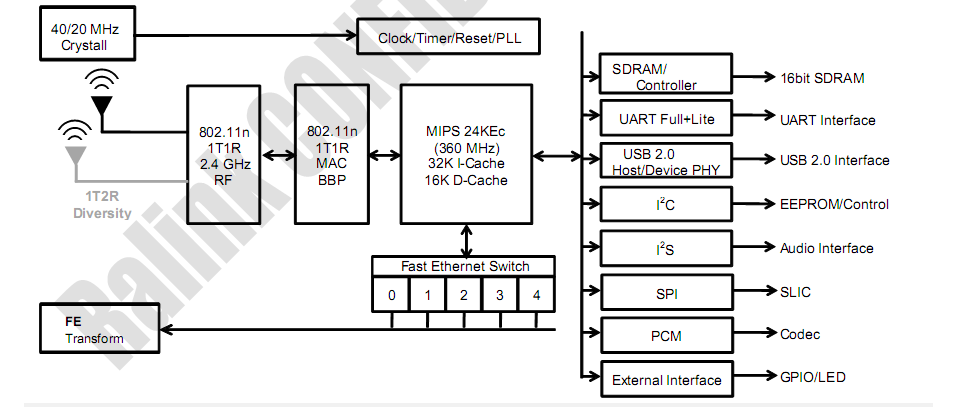 40/20 MHz
Crystall
Clock/Timer/Reset/PLL
802.11n
1T1R
2.4 GHz
RF
802.11n
1T1R
MAC
BBP
MIPS 24KEc
(360 MHz)
32K I-Cache
16K D-Cache
1T2R
Diversity
Fast Ethernet Switch
0 1 2 3 4
FE
Transform
SDRAM/
Controller
16bit SDRAM
UART Full+Lite
UART Interface
USB 2.0
Host/Device PHY
USB 2.0 Interface
I²C
EEPROM/Control
I²S
Audio Interface
SPI
SLIC
PCM
Codec
External Interface
GPIO/LED
Ralink CONFI